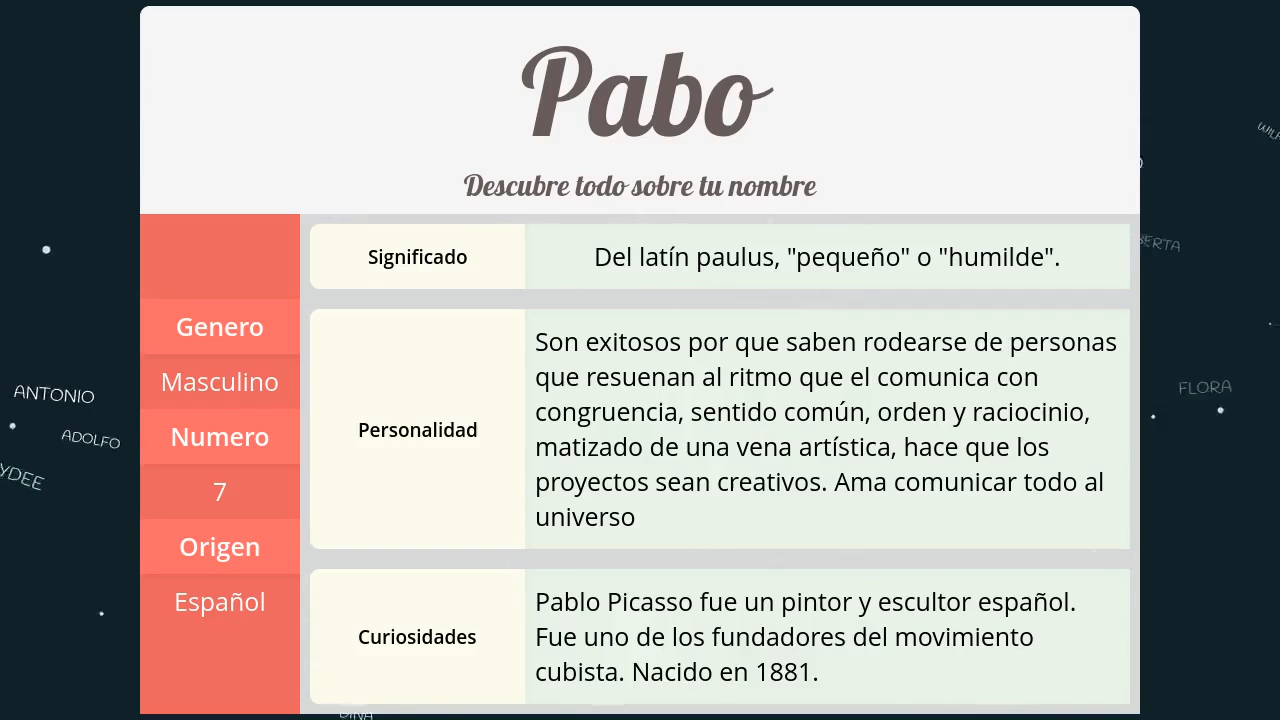 Pabo
Descubre todo sobre tu nombre
Significado
Del latín paulus, "pequeño" o "humilde".
Genero
Masculino
Numero
7
Origen
Español
Personalidad
Son exitosos por que saben rodearse de personas
que resuenan al ritmo que el comunica con
congruencia, sentido común, orden y raciocinio,
matizado de una vena artística, hace que los
proyectos sean creativos. Ama comunicar todo al
universo
Curiosidades
Pablo Picasso fue un pintor y escultor español.
Fue uno de los fundadores del movimiento
cubista. Nacido en 1881.
ANTONIO
ADOLFO
YDEE
FLORA